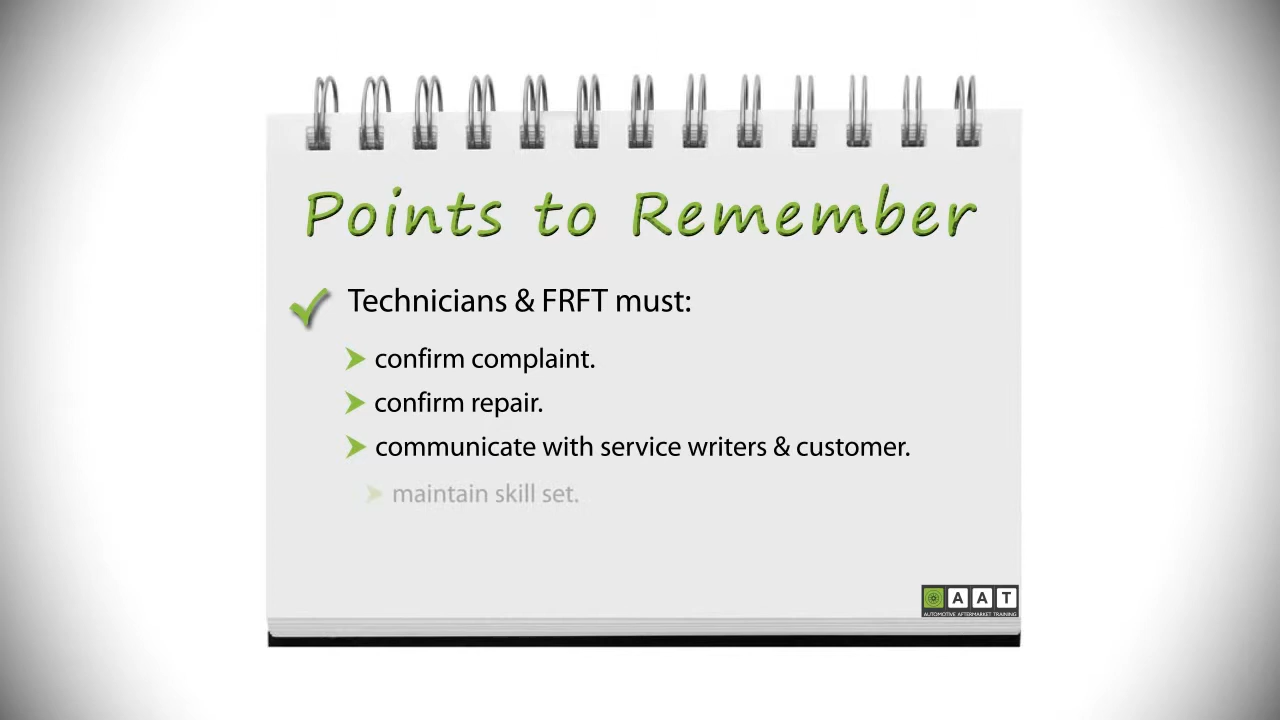 Points to Remember
Technicians & FRFT must:
confirm complaint.
confirm repair.
communicate with service writers & customer.
maintain skill set.
A A T
AUTOMOTIVE AFTERMARKET TRAINING